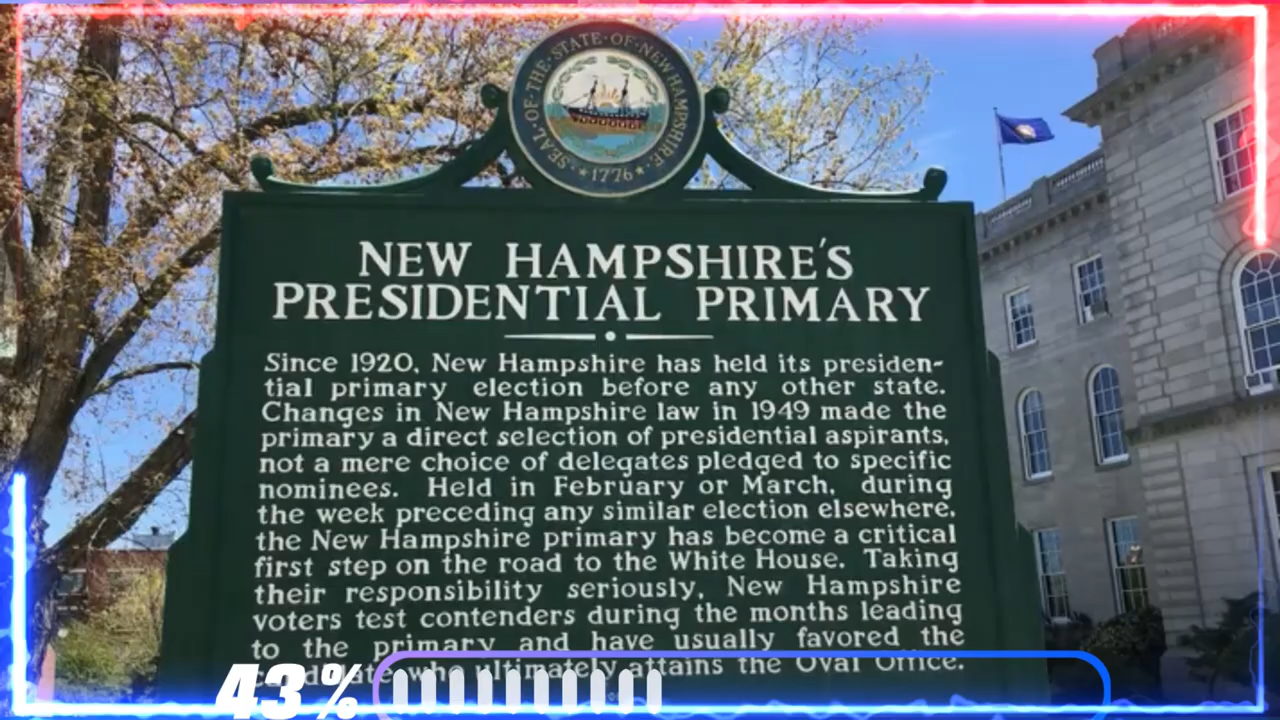 SEAL·OF·THE·STATE·OF·NEW HAMPSHIRE·
★1776★
NEW HAMPSHIRE'S
PRESIDENTIAL PRIMARY
Since 1920, New Hampshire has held its presiden-
tial primary election before any other state.
Changes in New Hampshire law in 1949 made the
primary a direct selection of presidential aspirants,
not a mere choice of delegates pledged to specific
nominees. Held in February or March, during
the week preceding any similar election elsewhere,
the New Hampshire primary has become a critical
first step on the road to the White House. Taking
their responsibility seriously, New Hampshire
voters test contenders during the months leading
to the primary and have usually favored the
candidate who ultimately attains the Oval Office.
43%